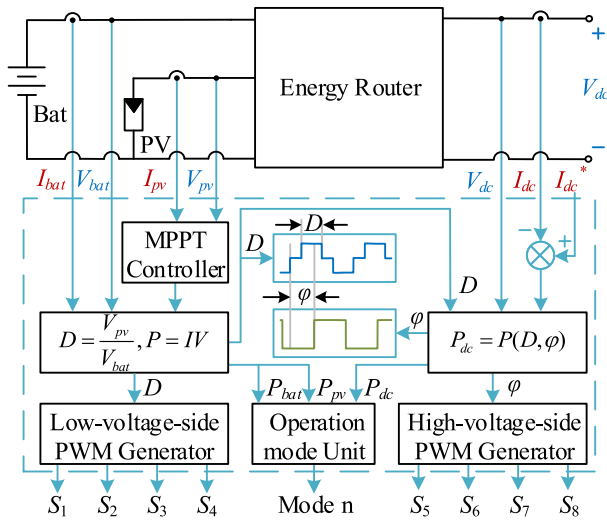 Bat
PV
Energy Router
+
V_dc
−
I_bat V_bat I_pv V_pv V_dc I_dc I_dc*
MPPT
Controller
D
D
φ
− +
D
φ
D = V_pv / V_bat, P = IV
P_dc = P(D, φ)
D
P_bat P_pv P_dc
φ
Low-voltage-side
PWM Generator
Operation
mode Unit
High-voltage-side
PWM Generator
S_1 S_2 S_3 S_4
Mode n
S_5 S_6 S_7 S_8